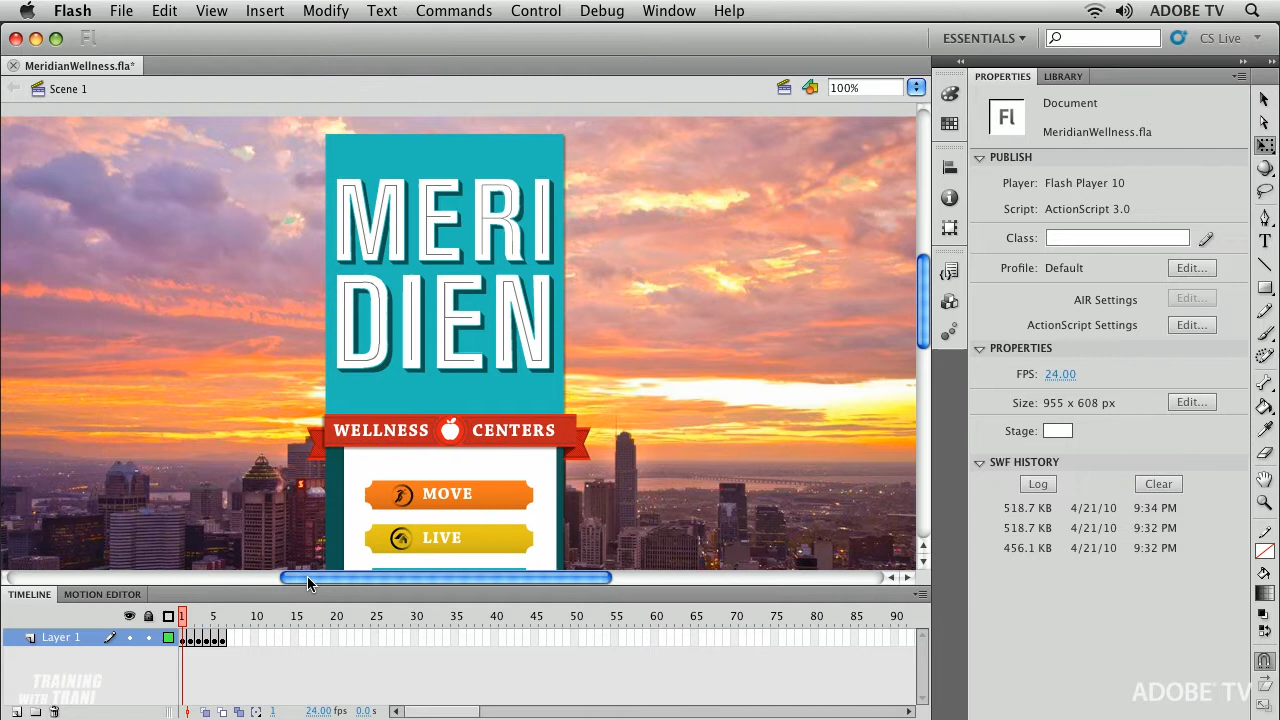 Flash File Edit View Insert Modify Text Commands Control Debug Window Help ADOBE TV
Fl ESSENTIALS CS Live
MeridianWellness.fla*
Scene 1 100%
MERI
DIEN
WELLNESS CENTERS
MOVE
LIVE
PROPERTIES LIBRARY
Fl
Document
MeridianWellness.fla
PUBLISH
Player: Flash Player 10
Script: ActionScript 3.0
Class:
Profile: Default Edit...
AIR Settings Edit...
ActionScript Settings Edit...
PROPERTIES
FPS: 24.00
Size: 955 x 608 px Edit...
Stage:
SWF HISTORY
Log Clear
518.7 KB 4/21/10 9:34 PM
518.7 KB 4/21/10 9:32 PM
456.1 KB 4/21/10 9:32 PM
TIMELINE MOTION EDITOR
1 5 10 15 20 25 30 35 40 45 50 55 60 65 70 75 80 85 90
Layer 1
1 24.00 fps 0.0 s
TRAINING
WITH TRANI
ADOBE® TV